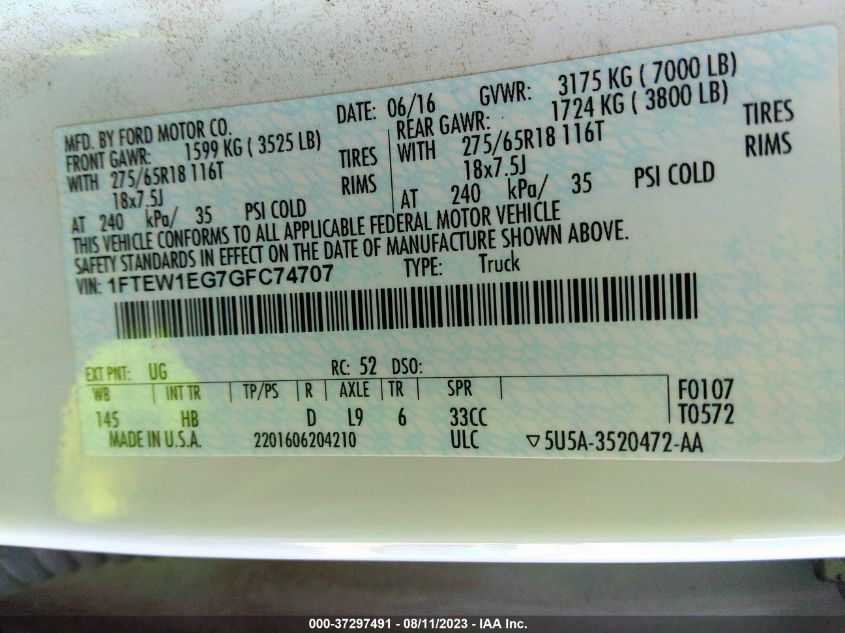 MFD. BY FORD MOTOR CO.
DATE: 06/16 GVWR: 3175 KG ( 7000 LB)
FRONT GAWR: 1599 KG ( 3525 LB) REAR GAWR: 1724 KG ( 3800 LB)
WITH 275/65R18 116T TIRES WITH 275/65R18 116T TIRES
18x7.5J RIMS 18x7.5J RIMS
AT 240 kPa/ 35 PSI COLD AT 240 kPa/ 35 PSI COLD
THIS VEHICLE CONFORMS TO ALL APPLICABLE FEDERAL MOTOR VEHICLE
SAFETY STANDARDS IN EFFECT ON THE DATE OF MANUFACTURE SHOWN ABOVE.
VIN: 1FTEW1EG7GFC74707 TYPE: Truck
EXT PNT: UG RC: 52 DSO:
WB INT TR TP/PS R AXLE TR SPR F0107
145 HB D L9 6 33CC T0572
MADE IN U.S.A. 2201606204210 ULC ▽5U5A-3520472-AA
000-37297491 - 08/11/2023 - IAA Inc.